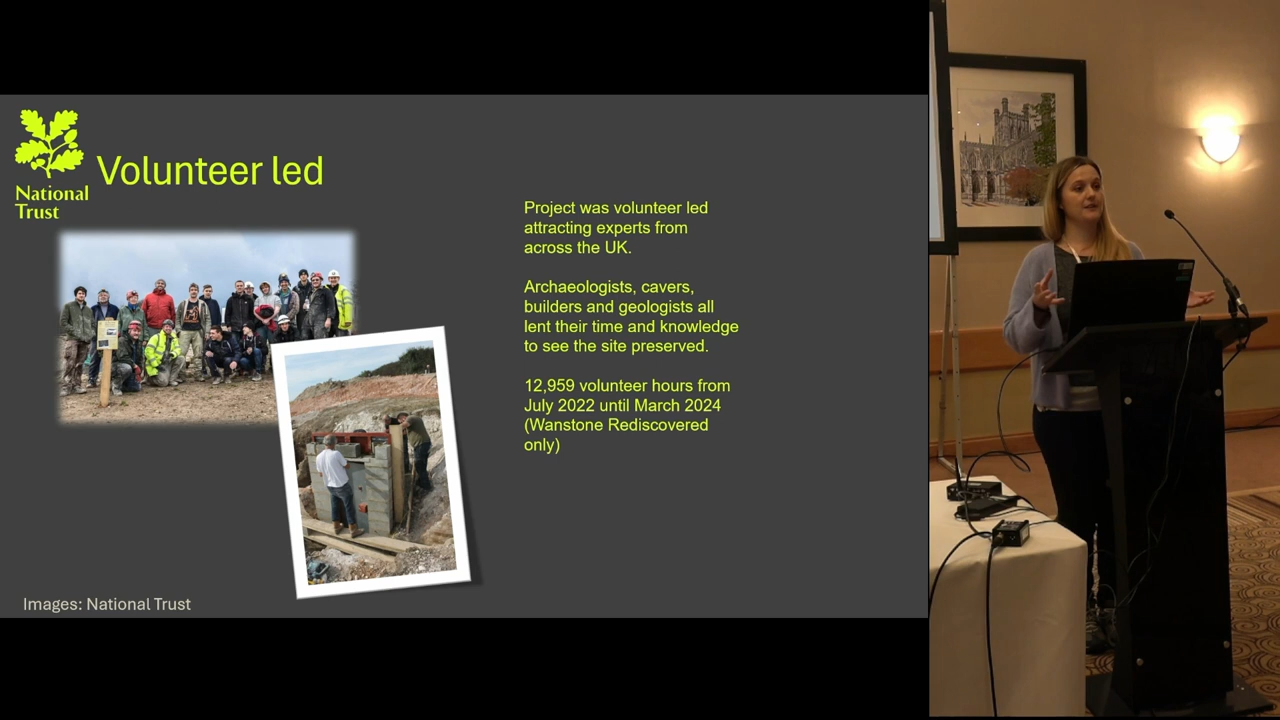 National
Trust
Volunteer led
Project was volunteer led
attracting experts from
across the UK.
Archaeologists, cavers,
builders and geologists all
lent their time and knowledge
to see the site preserved.
12,959 volunteer hours from
July 2022 until March 2024
(Wanstone Rediscovered
only)
Images: National Trust